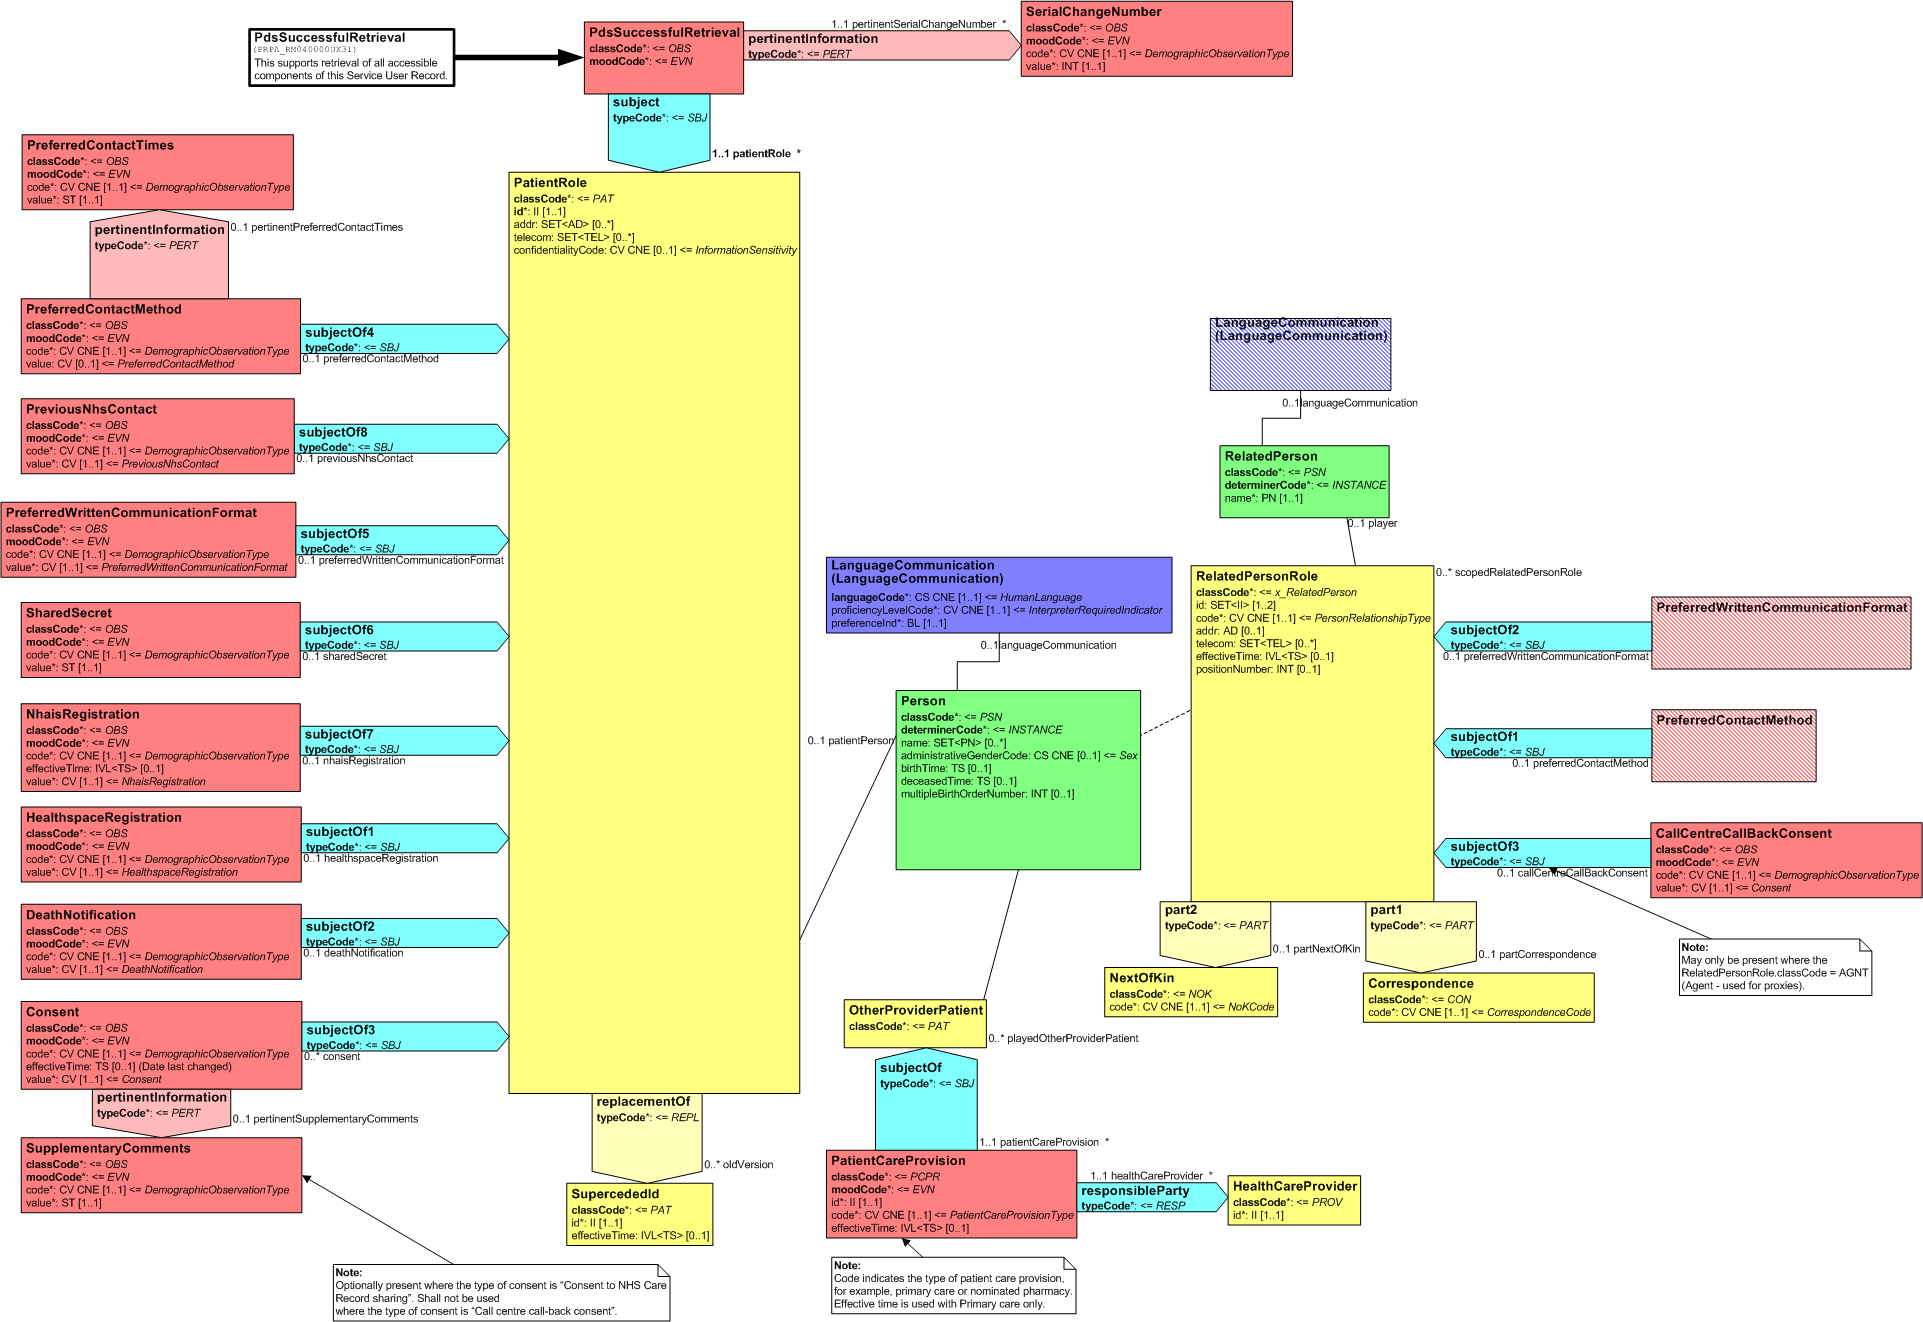 PdsSuccessfulRetrieval
(PRPA_RM040000UK31)
This supports retrieval of all accessible
components of this Service User Record.
PdsSuccessfulRetrieval
classCode*: <= OBS
moodCode*: <= EVN
1..1 pertinentSerialChangeNumber *
pertinentInformation
typeCode*: <= PERT
SerialChangeNumber
classCode*: <= OBS
moodCode*: <= EVN
code*: CV CNE [1..1] <= DemographicObservationType
value*: INT [1..1]
subject
typeCode*: <= SBJ
1..1 patientRole *
PreferredContactTimes
classCode*: <= OBS
moodCode*: <= EVN
code*: CV CNE [1..1] <= DemographicObservationType
value*: ST [1..1]
pertinentInformation
typeCode*: <= PERT
0..1 pertinentPreferredContactTimes
PreferredContactMethod
classCode*: <= OBS
moodCode*: <= EVN
code*: CV CNE [1..1] <= DemographicObservationType
value: CV [0..1] <= PreferredContactMethod
subjectOf4
typeCode*: <= SBJ
0..1 preferredContactMethod
PreviousNhsContact
classCode*: <= OBS
moodCode*: <= EVN
code*: CV CNE [1..1] <= DemographicObservationType
value*: CV [1..1] <= PreviousNhsContact
subjectOf8
typeCode*: <= SBJ
0..1 previousNhsContact
PreferredWrittenCommunicationFormat
classCode*: <= OBS
moodCode*: <= EVN
code*: CV CNE [1..1] <= DemographicObservationType
value*: CV [1..1] <= PreferredWrittenCommunicationFormat
subjectOf5
typeCode*: <= SBJ
0..1 preferredWrittenCommunicationFormat
SharedSecret
classCode*: <= OBS
moodCode*: <= EVN
code*: CV CNE [1..1] <= DemographicObservationType
value*: ST [1..1]
subjectOf6
typeCode*: <= SBJ
0..1 sharedSecret
NhaisRegistration
classCode*: <= OBS
moodCode*: <= EVN
code*: CV CNE [1..1] <= DemographicObservationType
effectiveTime: IVL<TS> [0..1]
value*: CV [1..1] <= NhaisRegistration
subjectOf7
typeCode*: <= SBJ
0..1 nhaisRegistration
HealthspaceRegistration
classCode*: <= OBS
moodCode*: <= EVN
code*: CV CNE [1..1] <= DemographicObservationType
value*: CV [1..1] <= HealthspaceRegistration
subjectOf1
typeCode*: <= SBJ
0..1 healthspaceRegistration
DeathNotification
classCode*: <= OBS
moodCode*: <= EVN
code*: CV CNE [1..1] <= DemographicObservationType
value*: CV [1..1] <= DeathNotification
subjectOf2
typeCode*: <= SBJ
0..1 deathNotification
Consent
classCode*: <= OBS
moodCode*: <= EVN
code*: CV CNE [1..1] <= DemographicObservationType
effectiveTime: TS [0..1] (Date last changed)
value*: CV [1..1] <= Consent
subjectOf3
typeCode*: <= SBJ
0..* consent
pertinentInformation
typeCode*: <= PERT
0..1 pertinentSupplementaryComments
SupplementaryComments
classCode*: <= OBS
moodCode*: <= EVN
code*: CV CNE [1..1] <= DemographicObservationType
value*: ST [1..1]
Note:
Optionally present where the type of consent is “Consent to NHS Care
Record sharing”. Shall not be used
where the type of consent is “Call centre call-back consent”.
PatientRole
classCode*: <= PAT
id*: II [1..1]
addr: SET<AD> [0..*]
telecom: SET<TEL> [0..*]
confidentialityCode: CV CNE [0..1] <= InformationSensitivity
replacementOf
typeCode*: <= REPL
0..* oldVersion
SupercededId
classCode*: <= PAT
id*: II [1..1]
effectiveTime: IVL<TS> [0..1]
LanguageCommunication
(LanguageCommunication)
languageCode*: CS CNE [1..1] <= HumanLanguage
proficiencyLevelCode*: CV CNE [1..1] <= InterpreterRequiredIndicator
preferenceInd*: BL [1..1]
0..1languageCommunication
0..1 patientPerson
Person
classCode*: <= PSN
determinerCode*: <= INSTANCE
name: SET<PN> [0..*]
administrativeGenderCode: CS CNE [0..1] <= Sex
birthTime: TS [0..1]
deceasedTime: TS [0..1]
multipleBirthOrderNumber: INT [0..1]
OtherProviderPatient
classCode*: <= PAT
0..* playedOtherProviderPatient
subjectOf
typeCode*: <= SBJ
1..1 patientCareProvision *
PatientCareProvision
classCode*: <= PCPR
moodCode*: <= EVN
id*: II [1..1]
code*: CV CNE [1..1] <= PatientCareProvisionType
effectiveTime: IVL<TS> [0..1]
1..1 healthCareProvider *
responsibleParty
typeCode*: <= RESP
HealthCareProvider
classCode*: <= PROV
id*: II [1..1]
Note:
Code indicates the type of patient care provision,
for example, primary care or nominated pharmacy.
Effective time is used with Primary care only.
LanguageCommunication
(LanguageCommunication)
0..1languageCommunication
RelatedPerson
classCode*: <= PSN
determinerCode*: <= INSTANCE
name*: PN [1..1]
0..1 player
RelatedPersonRole
classCode*: <= x_RelatedPerson
id: SET<II> [1..2]
code*: CV CNE [1..1] <= PersonRelationshipType
addr: AD [0..1]
telecom: SET<TEL> [0..*]
effectiveTime: IVL<TS> [0..1]
positionNumber: INT [0..1]
0..* scopedRelatedPersonRole
PreferredWrittenCommunicationFormat
subjectOf2
typeCode*: <= SBJ
0..1 preferredWrittenCommunicationFormat
PreferredContactMethod
subjectOf1
typeCode*: <= SBJ
0..1 preferredContactMethod
CallCentreCallBackConsent
classCode*: <= OBS
moodCode*: <= EVN
code*: CV CNE [1..1] <= DemographicObservationType
value*: CV [1..1] <= Consent
subjectOf3
typeCode*: <= SBJ
0..1 callCentreCallBackConsent
Note:
May only be present where the
RelatedPersonRole.classCode = AGNT
(Agent - used for proxies).
part2
typeCode*: <= PART
0..1 partNextOfKin
NextOfKin
classCode*: <= NOK
code*: CV CNE [1..1] <= NoKCode
part1
typeCode*: <= PART
0..1 partCorrespondence
Correspondence
classCode*: <= CON
code*: CV CNE [1..1] <= CorrespondenceCode